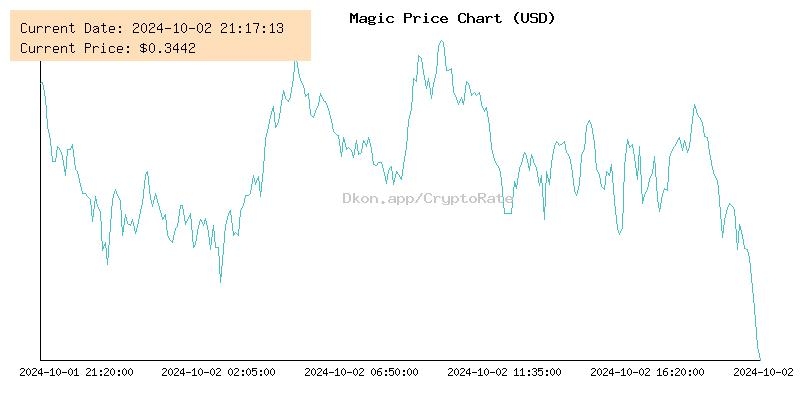 Magic Price Chart (USD)
Current Date: 2024-10-02 21:17:13
Current Price: $0.3442
Dkon.app/CryptoRate
2024-10-01 21:20:00 2024-10-02 02:05:00 2024-10-02 06:50:00 2024-10-02 11:35:00 2024-10-02 16:20:00 2024-10-02